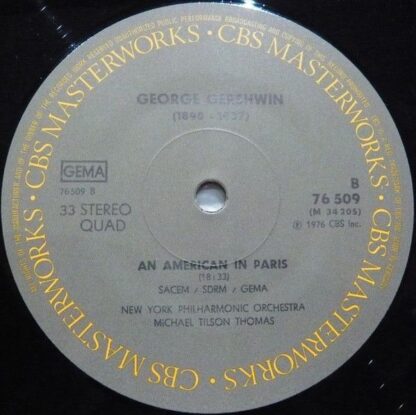 CBS MASTERWORKS · CBS MASTERWORKS · CBS MASTERWORKS · CBS MASTERWORKS ·
GEORGE GERSHWIN
(1898 - 1937)
GEMA
76509 B
33 STEREO
QUAD
B
76 509
(M 34205)
℗ 1976 CBS Inc.
AN AMERICAN IN PARIS
(18:33)
SACEM / SDRM / GEMA
NEW YORK PHILHARMONIC ORCHESTRA
MICHAEL TILSON THOMAS